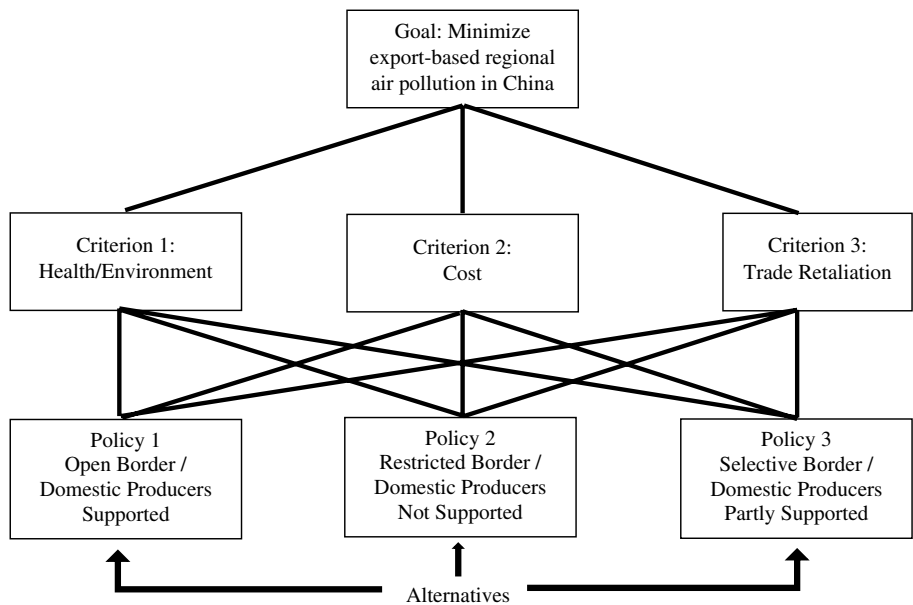 Goal: Minimize
export-based regional
air pollution in China
Criterion 1:
Health/Environment
Criterion 2:
Cost
Criterion 3:
Trade Retaliation
Policy 1
Open Border /
Domestic Producers
Supported
Policy 2
Restricted Border /
Domestic Producers
Not Supported
Policy 3
Selective Border /
Domestic Producers
Partly Supported
Alternatives